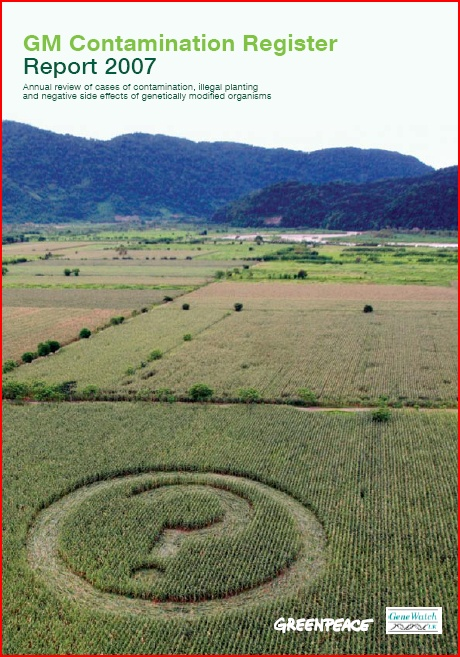 GM Contamination Register
Report 2007
Annual review of cases of contamination, illegal planting
and negative side effects of genetically modified organisms
GREENPEACE
GeneWatch
UK